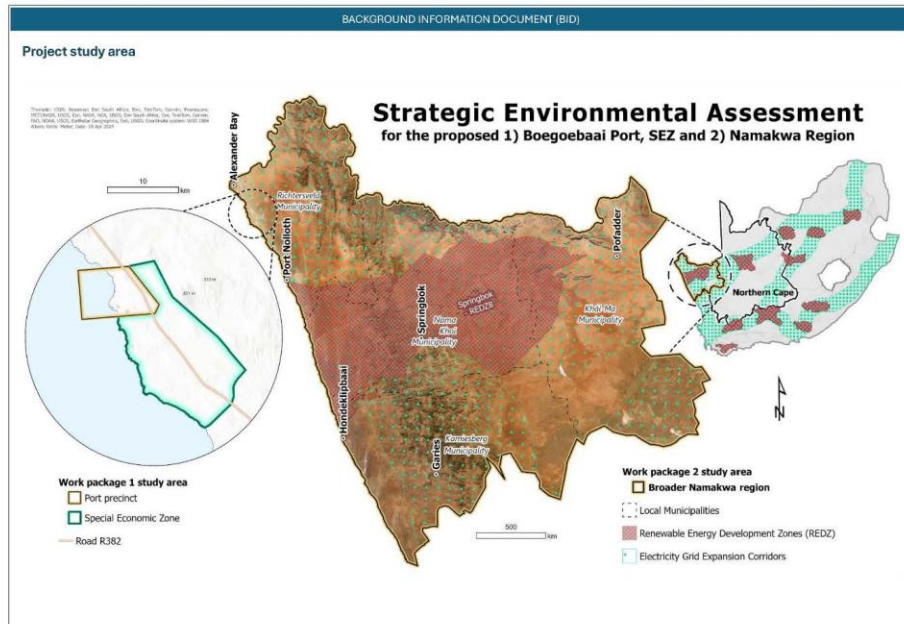 BACKGROUND INFORMATION DOCUMENT (BID)
Project study area
Strategic Environmental Assessment
for the proposed 1) Boegoebaai Port, SEZ and 2) Namakwa Region
Alexander Bay
10
km
Richtersveld
Municipality
Port Nolloth
Pofadder
Springbok
REDZ8
Springbok
Nama
Khoi
Municipality
Khâi-Ma
Municipality
Northern Cape
N
Hondeklipbaai
Garies
Kamiesberg
Municipality
500
km
Work package 1 study area
Port precinct
Special Economic Zone
Road R382
Work package 2 study area
Broader Namakwa region
Local Municipalities
Renewable Energy Development Zones (REDZ)
Electricity Grid Expansion Corridors